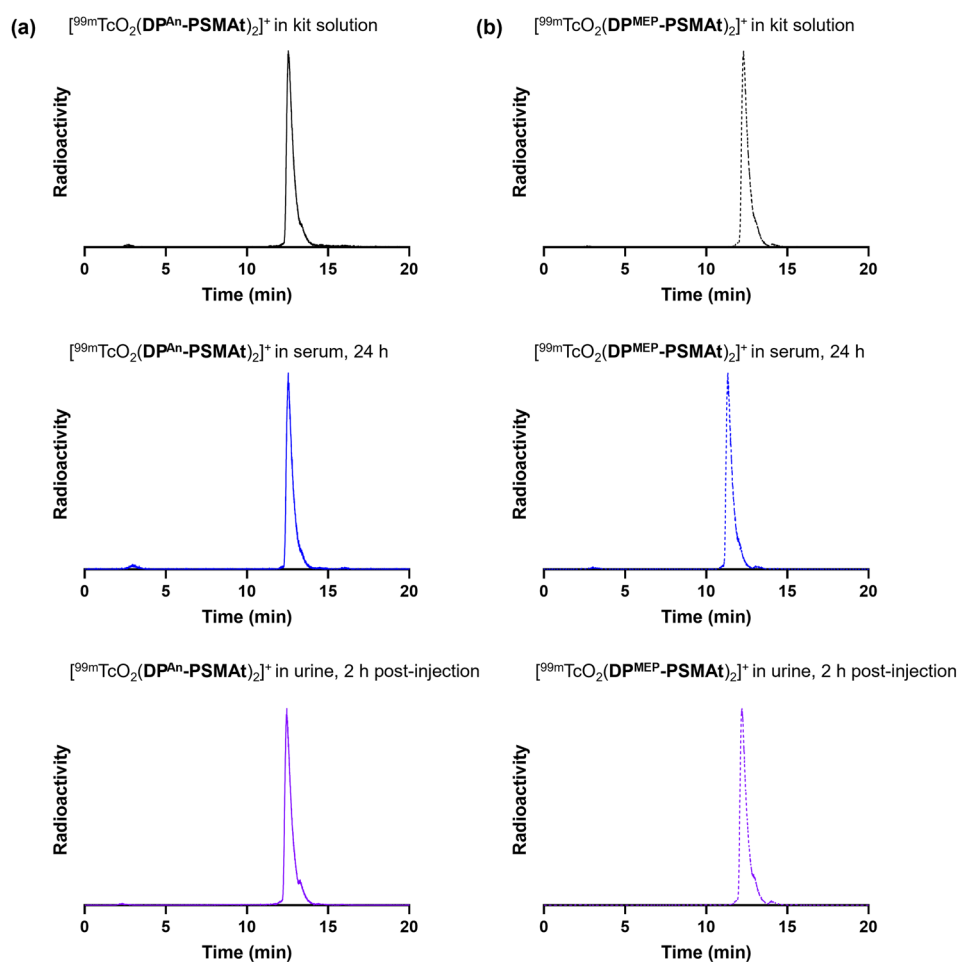 (a) [⁹⁹ᵐTcO₂(DPᴬⁿ-PSMAt)₂]⁺ in kit solution
Radioactivity
0 5 10 15 20
Time (min)
(b) [⁹⁹ᵐTcO₂(DPᴹᴱᴾ-PSMAt)₂]⁺ in kit solution
Radioactivity
0 5 10 15 20
Time (min)
[⁹⁹ᵐTcO₂(DPᴬⁿ-PSMAt)₂]⁺ in serum, 24 h
Radioactivity
0 5 10 15 20
Time (min)
[⁹⁹ᵐTcO₂(DPᴹᴱᴾ-PSMAt)₂]⁺ in serum, 24 h
Radioactivity
0 5 10 15 20
Time (min)
[⁹⁹ᵐTcO₂(DPᴬⁿ-PSMAt)₂]⁺ in urine, 2 h post-injection
Radioactivity
0 5 10 15 20
Time (min)
[⁹⁹ᵐTcO₂(DPᴹᴱᴾ-PSMAt)₂]⁺ in urine, 2 h post-injection
Radioactivity
0 5 10 15 20
Time (min)